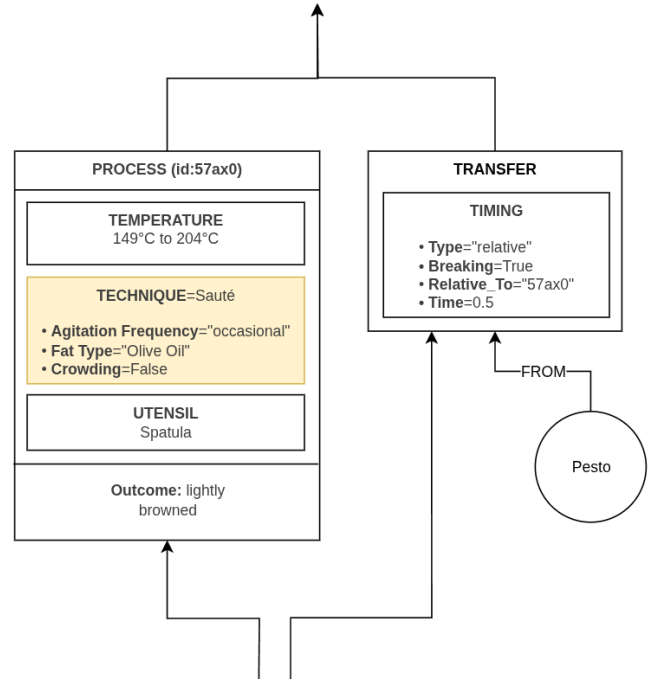 PROCESS (id:57ax0)
TEMPERATURE
149°C to 204°C
TECHNIQUE=Sauté
• Agitation Frequency="occasional"
• Fat Type="Olive Oil"
• Crowding=False
UTENSIL
Spatula
Outcome: lightly
browned
TRANSFER
TIMING
• Type="relative"
• Breaking=True
• Relative_To="57ax0"
• Time=0.5
FROM
Pesto